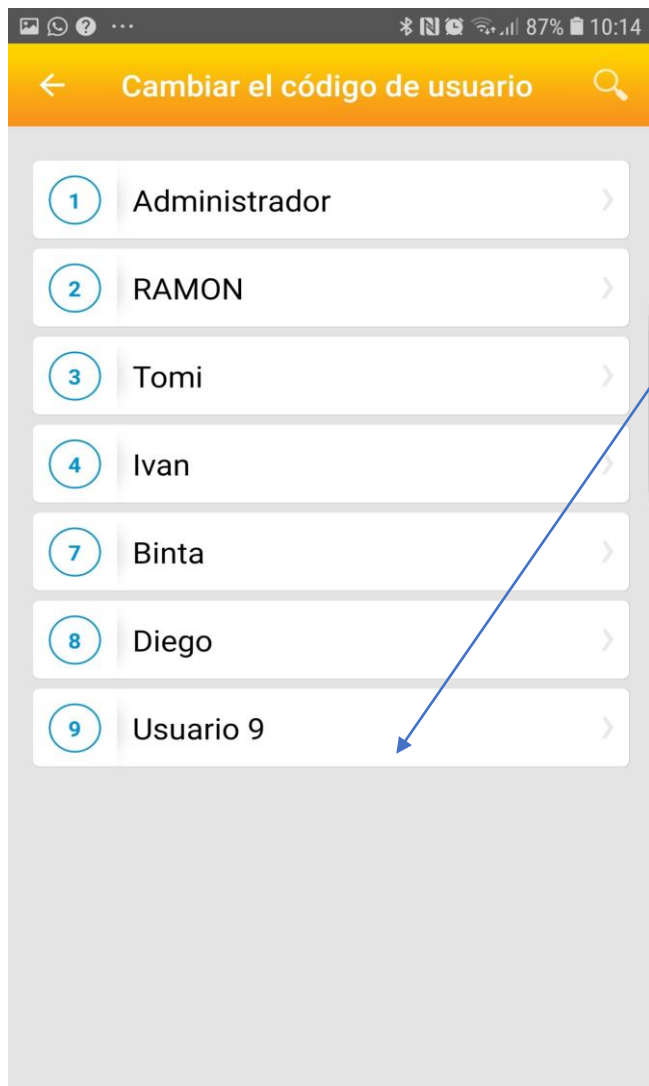 87% 10:14
Cambiar el código de usuario
1 Administrador
2 RAMON
3 Tomi
4 Ivan
7 Binta
8 Diego
9 Usuario 9